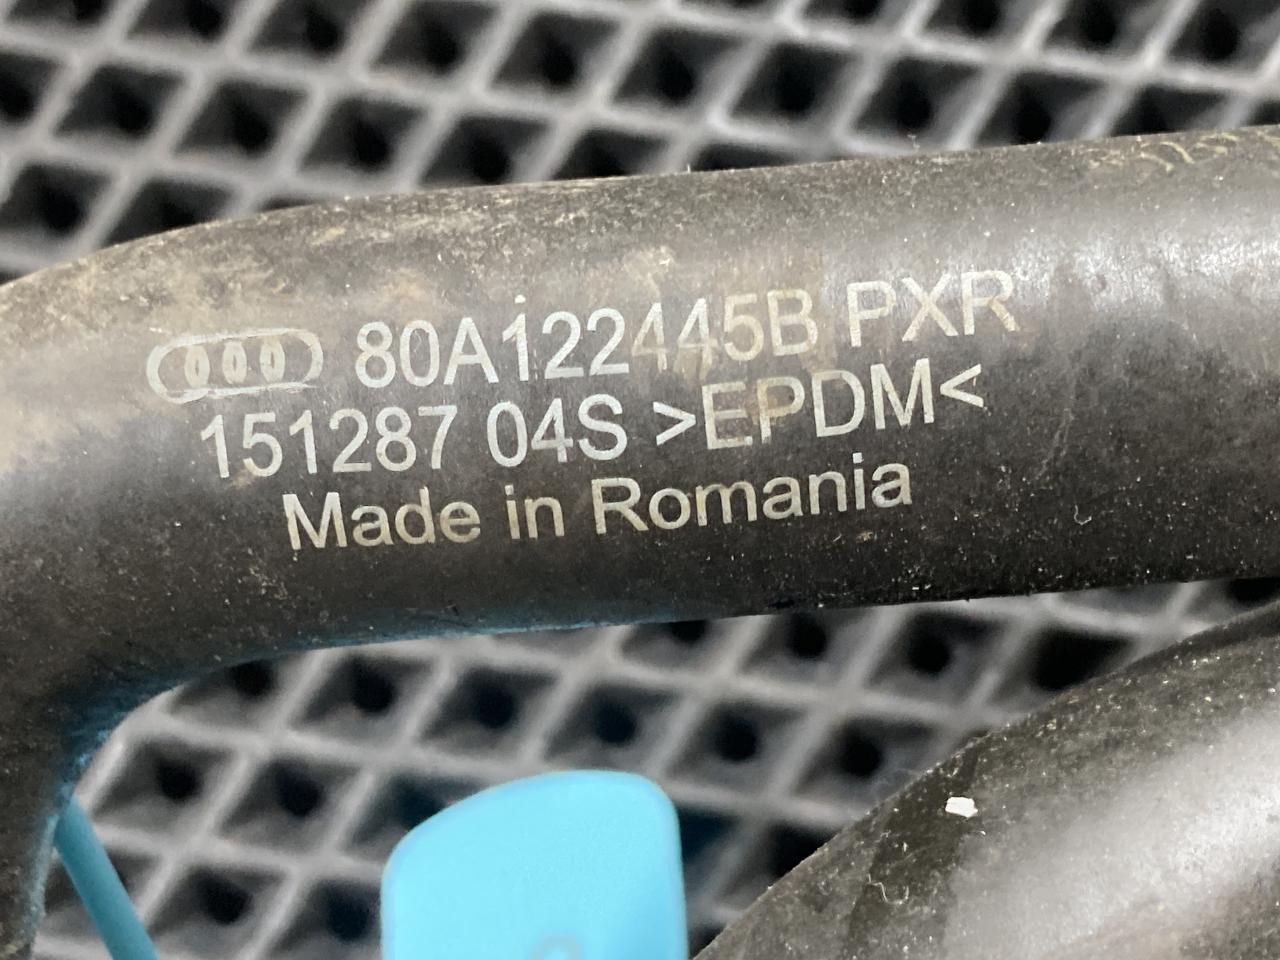 80A122445B PXR
151287 04S >EPDM<
Made in Romania